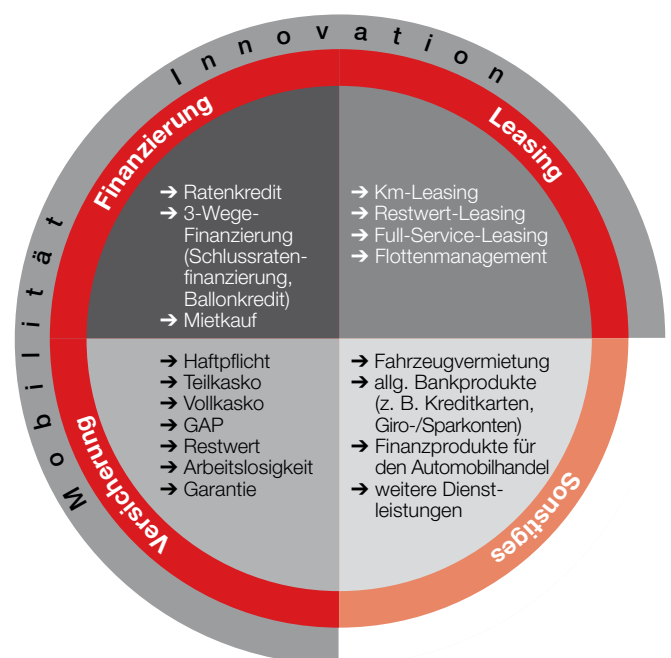 Innovation
Mobilität
Finanzierung
➔ Ratenkredit
➔ 3-Wege-
Finanzierung
(Schlussraten-
finanzierung,
Ballonkredit)
➔ Mietkauf
Leasing
➔ Km-Leasing
➔ Restwert-Leasing
➔ Full-Service-Leasing
➔ Flottenmanagement
Versicherung
➔ Haftpflicht
➔ Teilkasko
➔ Vollkasko
➔ GAP
➔ Restwert
➔ Arbeitslosigkeit
➔ Garantie
Sonstiges
➔ Fahrzeugvermietung
➔ allg. Bankprodukte
(z. B. Kreditkarten,
Giro-/Sparkonten)
➔ Finanzprodukte für
den Automobilhandel
➔ weitere Dienst-
leistungen